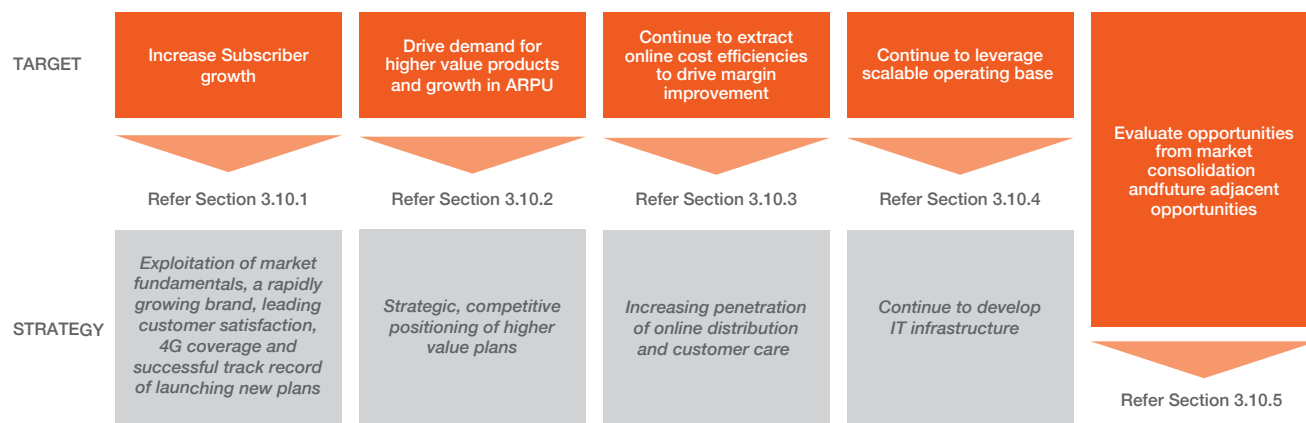 TARGET
Increase Subscriber
growth
Drive demand for
higher value products
and growth in ARPU
Continue to extract
online cost efficiencies
to drive margin
improvement
Continue to leverage
scalable operating base
Evaluate opportunities
from market
consolidation
andfuture adjacent
opportunities
Refer Section 3.10.1
Refer Section 3.10.2
Refer Section 3.10.3
Refer Section 3.10.4
STRATEGY
Exploitation of market
fundamentals, a rapidly
growing brand, leading
customer satisfaction,
4G coverage and
successful track record
of launching new plans
Strategic, competitive
positioning of higher
value plans
Increasing penetration
of online distribution
and customer care
Continue to develop
IT infrastructure
Refer Section 3.10.5